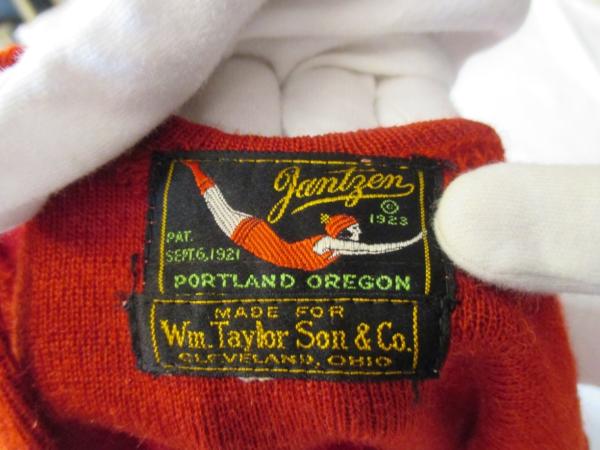 Jantzen
© 1923
PAT.
SEPT. 6, 1921
PORTLAND OREGON
MADE FOR
Wm. Taylor Son & Co.
CLEVELAND, OHIO